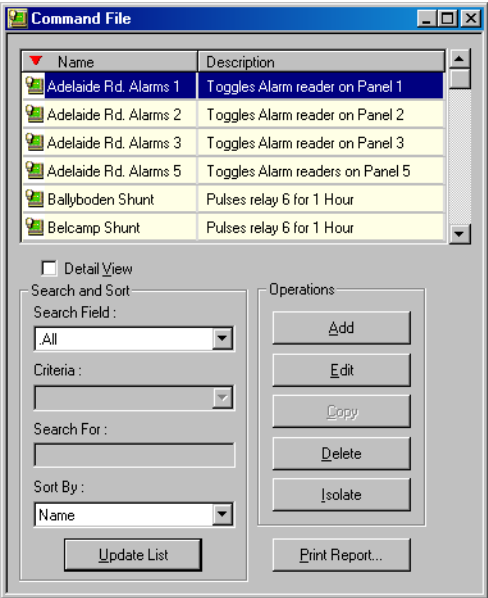 Command File
Name Description
Adelaide Rd. Alarms 1 Toggles Alarm reader on Panel 1
Adelaide Rd. Alarms 2 Toggles Alarm reader on Panel 2
Adelaide Rd. Alarms 3 Toggles Alarm reader on Panel 3
Adelaide Rd. Alarms 5 Toggles Alarm readers on Panel 5
Ballyboden Shunt Pulses relay 6 for 1 Hour
Belcamp Shunt Pulses relay 6 for 1 Hour
Detail View
Search and Sort
Search Field :
.All
Criteria :
Search For :
Sort By :
Name
Update List
Operations
Add
Edit
Copy
Delete
Isolate
Print Report...